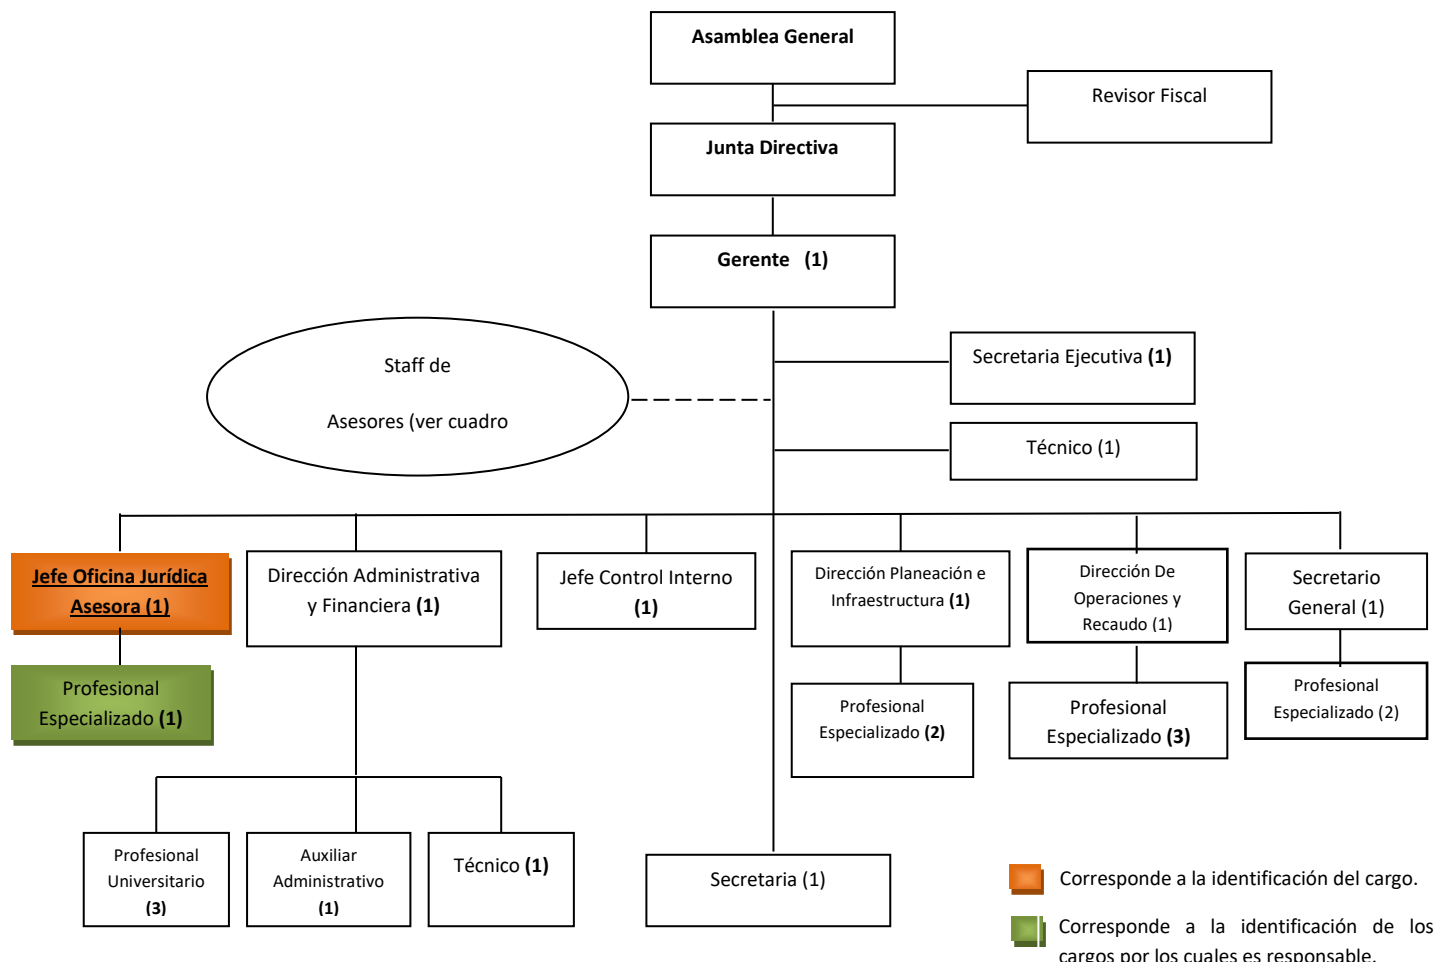 Asamblea General
Revisor Fiscal
Junta Directiva
Gerente (1)
Staff de
Asesores (ver cuadro
Secretaria Ejecutiva (1)
Técnico (1)
Jefe Oficina Jurídica
Asesora (1)
Dirección Administrativa
y Financiera (1)
Jefe Control Interno
(1)
Dirección Planeación e
Infraestructura (1)
Dirección De
Operaciones y
Recaudo (1)
Secretario
General (1)
Profesional
Especializado (1)
Profesional
Especializado (2)
Profesional
Especializado (3)
Profesional
Especializado (2)
Profesional
Universitario
(3)
Auxiliar
Administrativo
(1)
Técnico (1)
Secretaria (1)
Corresponde a la identificación del cargo.
Corresponde a la identificación de los
cargos por los cuales es responsable.